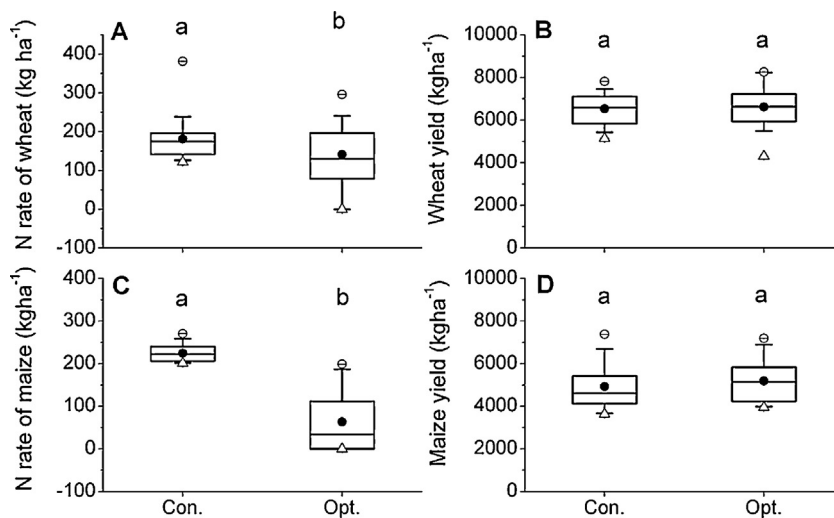 A
a
b
N rate of wheat (kg ha⁻¹)
400
300
200
100
0
-100
B
a
a
Wheat yield (kgha⁻¹)
10000
8000
6000
4000
2000
0
C
a
b
N rate of maize (kgha⁻¹)
400
300
200
100
0
-100
Con.
Opt.
D
a
a
Maize yield (kgha⁻¹)
10000
8000
6000
4000
2000
0
Con.
Opt.